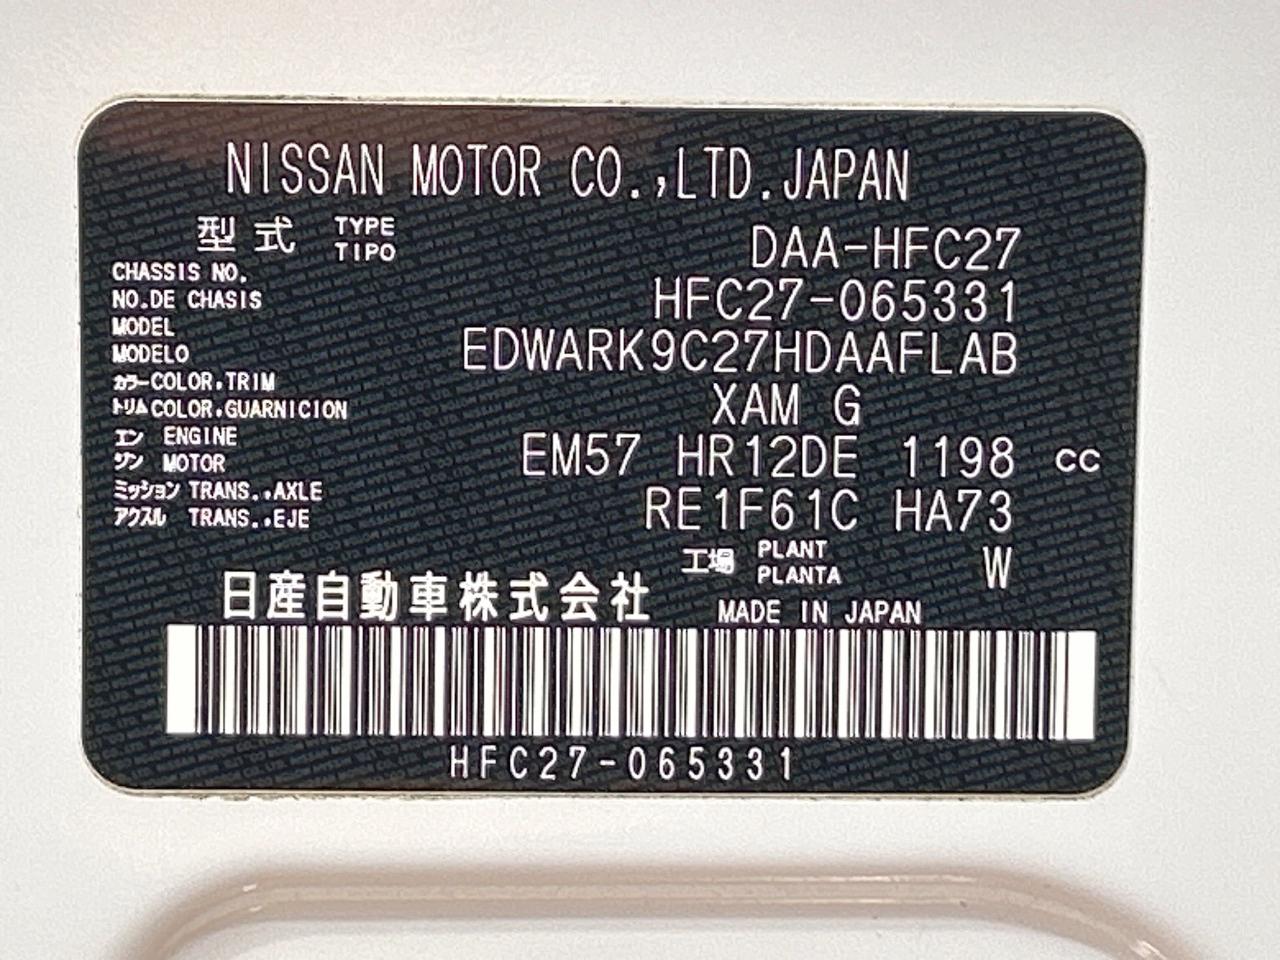 NISSAN MOTOR CO.,LTD.JAPAN
型式 TYPE TIPO DAA-HFC27
CHASSIS NO.
NO.DE CHASIS HFC27-065331
MODEL
MODELO EDWARK9C27HDAAFLAB
カラー COLOR,TRIM
トリム COLOR,GUARNICION XAM G
エン ENGINE
ジン MOTOR EM57 HR12DE 1198 cc
ミッション TRANS.,AXLE
アクスル TRANS.,EJE RE1F61C HA73
工場 PLANT PLANTA W
日産自動車株式会社 MADE IN JAPAN
HFC27-065331